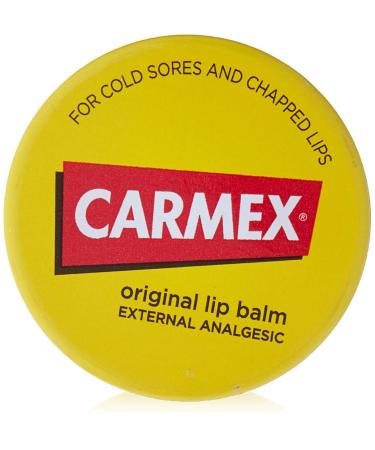 FOR COLD SORES AND CHAPPED LIPS
CARMEX®
original lip balm
EXTERNAL ANALGESIC